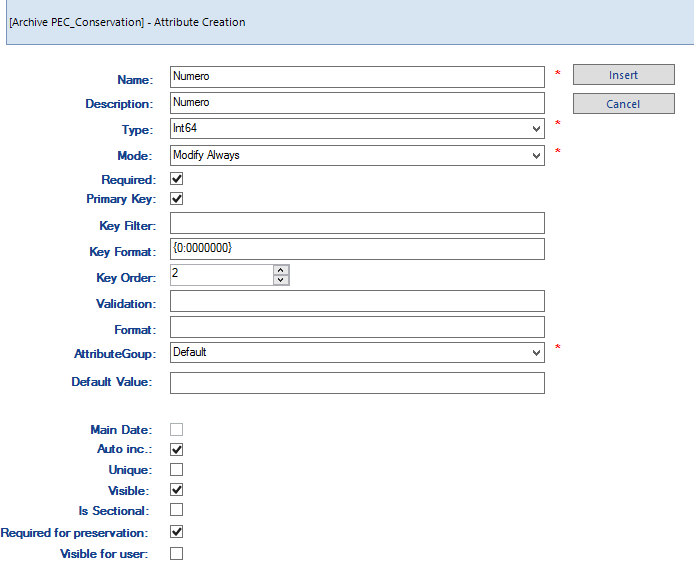 [Archive PEC_Conservation] - Attribute Creation
Name: Numero * Insert
Description: Numero Cancel
Type: Int64 *
Mode: Modify Always *
Required:
Primary Key:
Key Filter:
Key Format: {0:0000000}
Key Order: 2
Validation:
Format:
AttributeGoup: Default *
Default Value:
Main Date:
Auto inc.:
Unique:
Visible:
Is Sectional:
Required for preservation:
Visible for user: